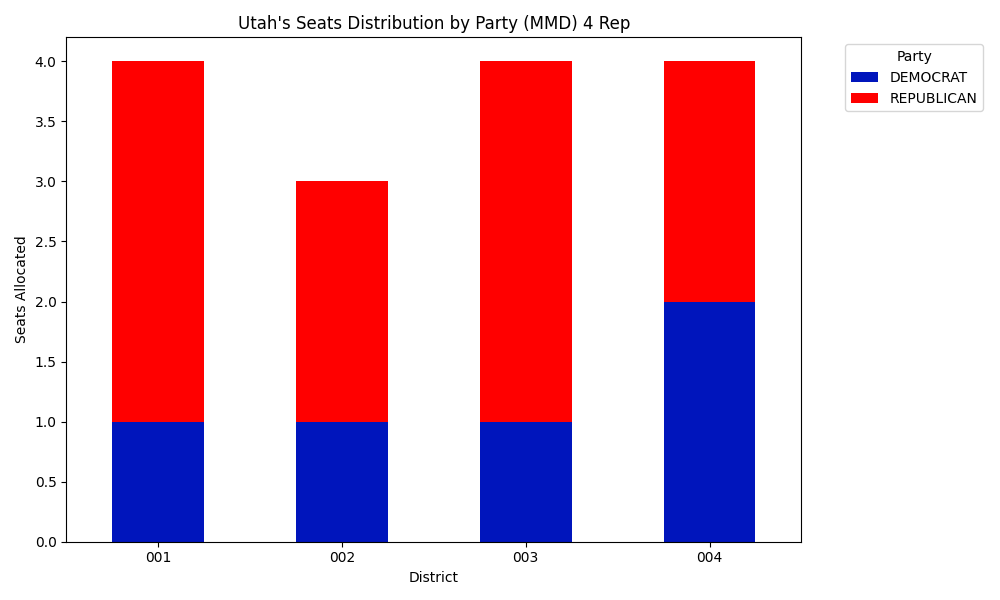 Utah's Seats Distribution by Party (MMD) 4 Rep
Party
DEMOCRAT
REPUBLICAN
Seats Allocated
4.0
3.5
3.0
2.5
2.0
1.5
1.0
0.5
0.0
001 002 003 004
District